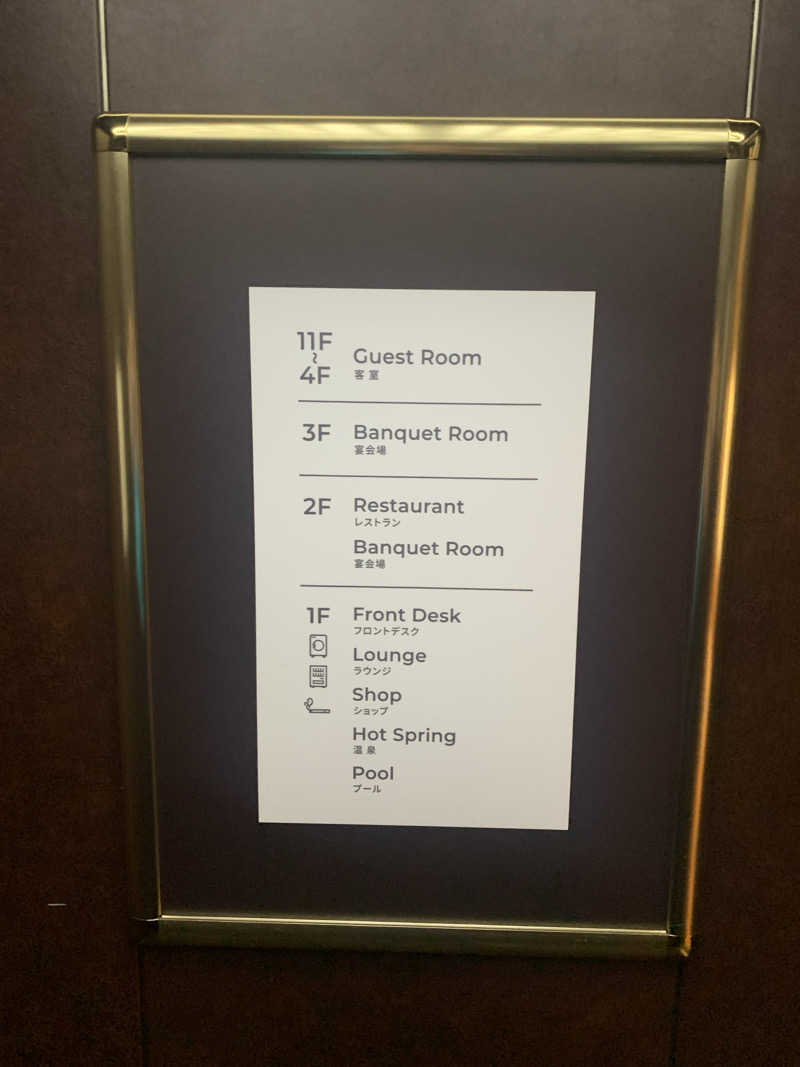 11F
〜
4F
Guest Room
客室
3F
Banquet Room
宴会場
2F
Restaurant
レストラン
Banquet Room
宴会場
1F
Front Desk
フロントデスク
Lounge
ラウンジ
Shop
ショップ
Hot Spring
温泉
Pool
プール